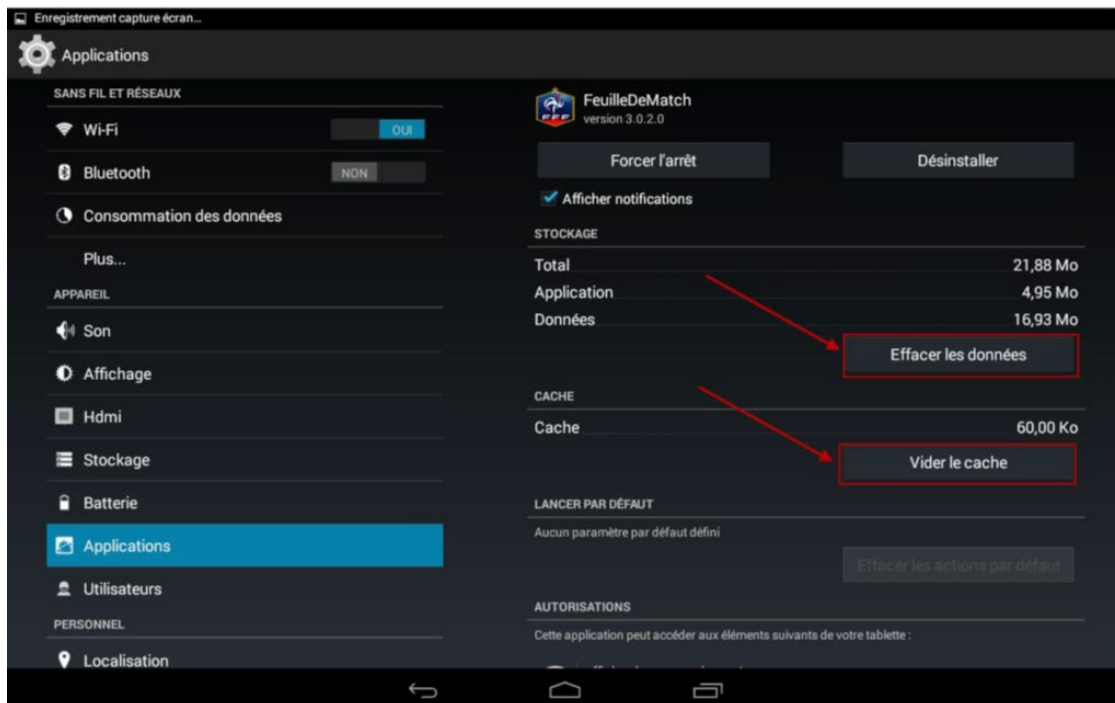 Enregistrement capture écran...
Applications
SANS FIL ET RÉSEAUX
Wi-Fi
OUI
Bluetooth
NON
Consommation des données
Plus...
APPAREIL
Son
Affichage
Hdmi
Stockage
Batterie
Applications
Utilisateurs
PERSONNEL
Localisation
FeuilleDeMatch
version 3.0.2.0
Forcer l'arrêt
Désinstaller
Afficher notifications
STOCKAGE
Total 21,88 Mo
Application 4,95 Mo
Données 16,93 Mo
Effacer les données
CACHE
Cache 60,00 Ko
Vider le cache
LANCER PAR DÉFAUT
Aucun paramètre par défaut défini
Effacer les actions par défaut
AUTORISATIONS
Cette application peut accéder aux éléments suivants de votre tablette :